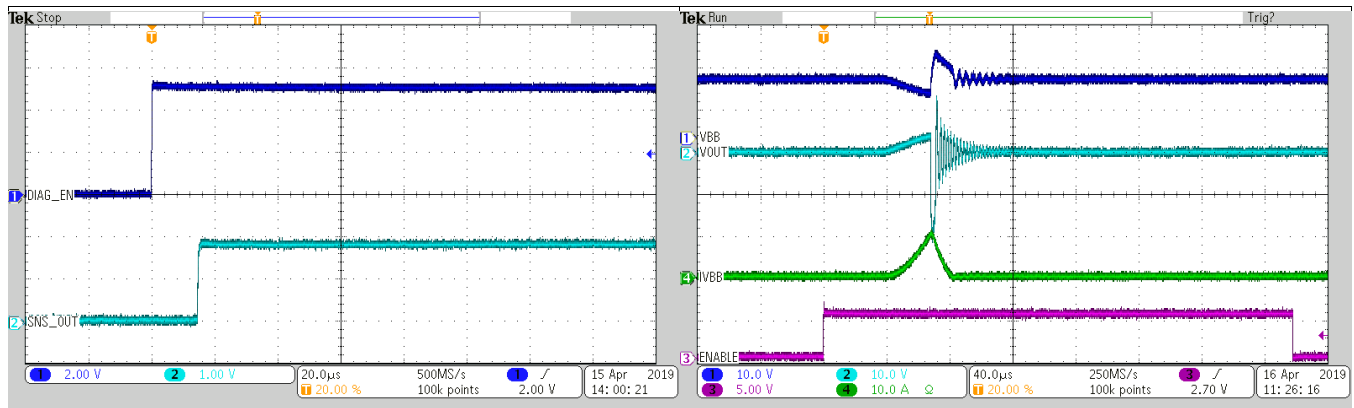 Tek Stop
T
T
1 DIAG_EN
2 SNS_OUT
1 2.00 V 2 1.00 V
20.0µs 500MS/s 1 2.00 V
T 20.00 % 100k points
15 Apr 2019
14:00:21
Tek Run Trig?
T
T
1 VBB
2 VOUT
4 IVBB
3 ENABLE
1 10.0 V 2 10.0 V
3 5.00 V 4 10.0 A Ω
40.0µs 250MS/s 3 2.70 V
T 20.00 % 100k points
16 Apr 2019
11:26:16